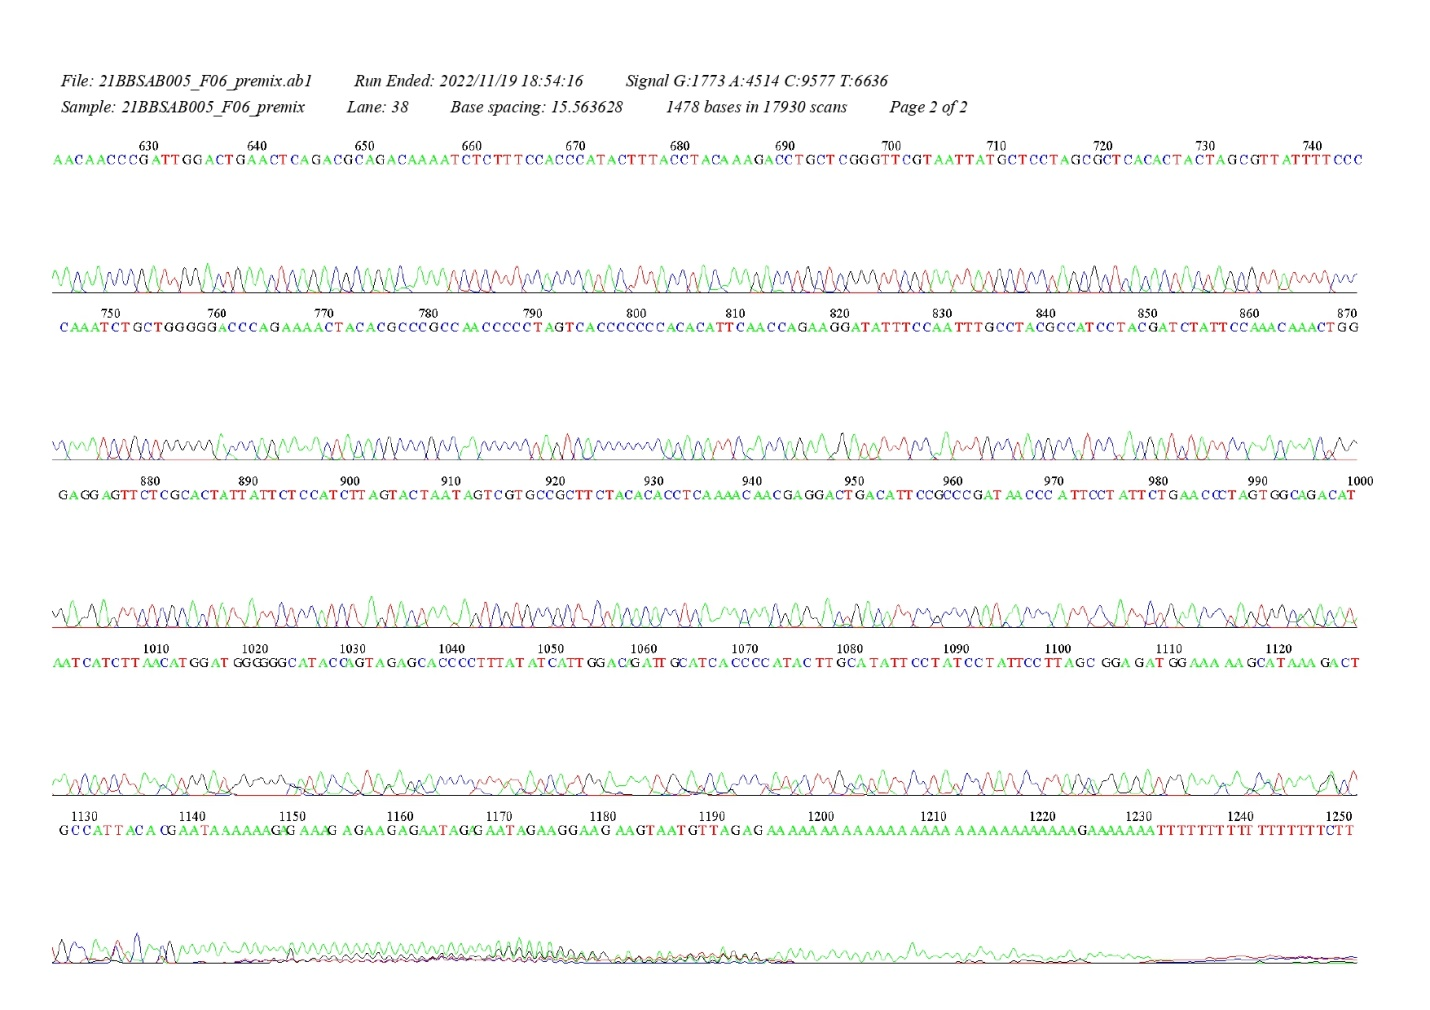 File: 21BBSAB005_F06_premix.ab1 Run Ended: 2022/11/19 18:54:16 Signal G:1773 A:4514 C:9577 T:6636
Sample: 21BBSAB005_F06_premix Lane: 38 Base spacing: 15.563628 1478 bases in 17930 scans Page 2 of 2
630 640 650 660 670 680 690 700 710 720 730 740
AACAACCCGATTGGACTGAACTCAGACGCAGACAAAATCTCTTTCCACCCATACTTTACCTACAAAGACCTGCTCGGGTTCGTAATTATGCTCCTAGCGCTCACACTACTAGCGTTATTTTCCC
750 760 770 780 790 800 810 820 830 840 850 860 870
CAAATCTGCTGGGGGACCCAGAAAACTACACGCCCGCCAACCCCCTAGTCACCCCCCCACACATTCAACCAGAAGGATATTTCCAATTTGCCTACGCCATCCTACGATCTATTCCAAACAAACTGG
880 890 900 910 920 930 940 950 960 970 980 990 1000
GAGGAGTTCTCGCACTATTATTCTCCATCTTAGTACTAATAGTCGTGCCGCTTCTACACACCTCAAAACAACGAGGACTGACATTCCGCCCGATAACCCATTCCTATTCTGAACCCTAGTGGCAGACAT
1010 1020 1030 1040 1050 1060 1070 1080 1090 1100 1110 1120
AATCATCTTAACATGGATGGGGGGCATACCAGTAGAGCACCCCTTTATATCATTGGACAGATTGCATCACCCCATACTTGCATATTCCTATCCTATTCCTTAGCGGAGATGGAAAAAGCATAAAGACT
1130 1140 1150 1160 1170 1180 1190 1200 1210 1220 1230 1240 1250